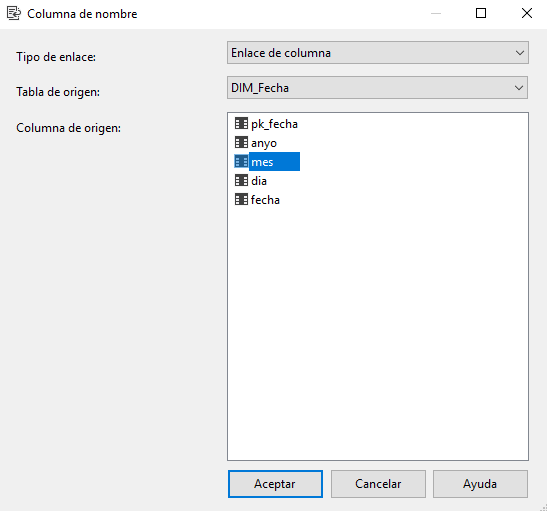 Columna de nombre
Tipo de enlace:
Enlace de columna
Tabla de origen:
DIM_Fecha
Columna de origen:
pk_fecha
anyo
mes
dia
fecha
Aceptar
Cancelar
Ayuda